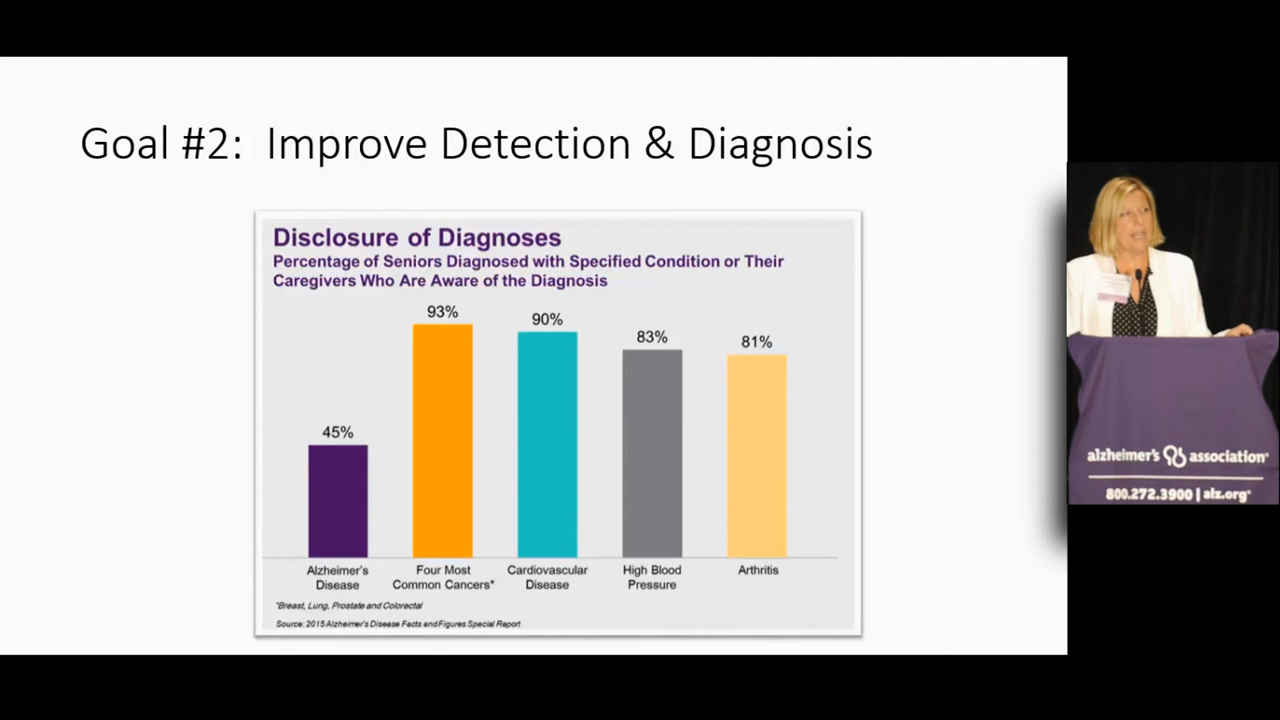 Goal #2: Improve Detection & Diagnosis
Disclosure of Diagnoses
Percentage of Seniors Diagnosed with Specified Condition or Their
Caregivers Who Are Aware of the Diagnosis
45%
93%
90%
83%
81%
Alzheimer's
Disease
Four Most
Common Cancers*
Cardiovascular
Disease
High Blood
Pressure
Arthritis
*Breast, Lung, Prostate and Colorectal
Source: 2015 Alzheimer's Disease Facts and Figures Special Report
alzheimer's association®
800.272.3900 | alz.org®